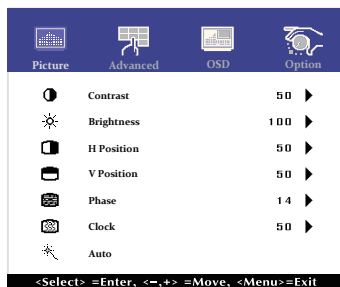 Picture Advanced OSD Option
Contrast 50
Brightness 100
H Position 50
V Position 50
Phase 14
Clock 50
Auto
<Select> =Enter, <−,+> =Move, <Menu>=Exit